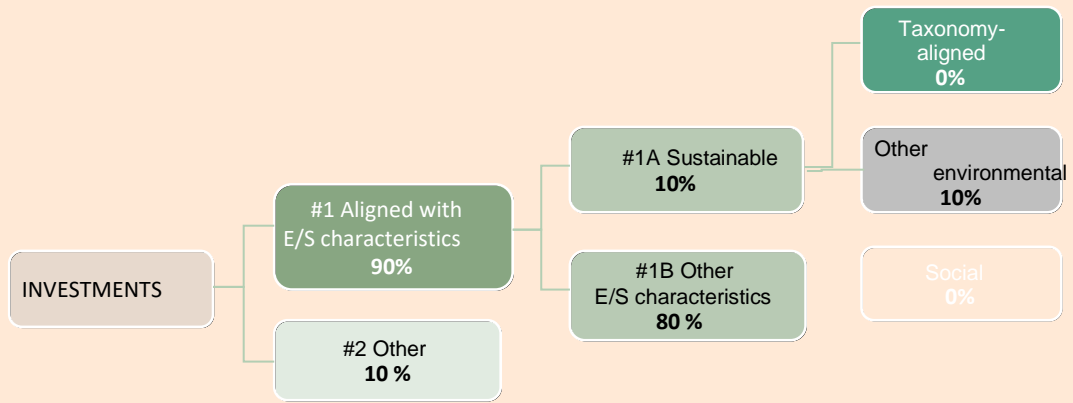 INVESTMENTS
#1 Aligned with
E/S characteristics
90%
#2 Other
10 %
#1A Sustainable
10%
#1B Other
E/S characteristics
80 %
Taxonomy-
aligned
0%
Other
environmental
10%
Social
0%